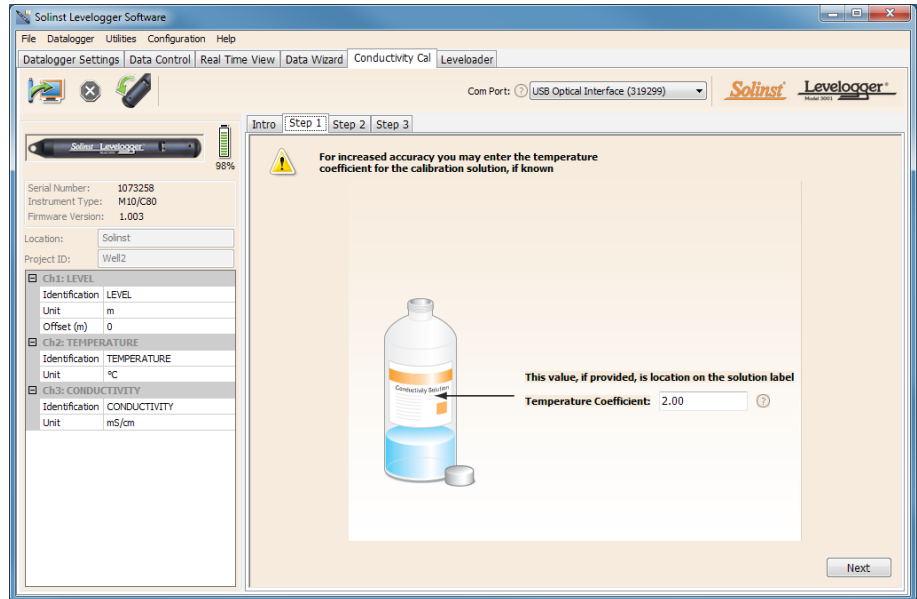 Solinst Levelogger Software
File Datalogger Utilities Configuration Help
Datalogger Settings Data Control Real Time View Data Wizard Conductivity Cal Leveloader
Com Port: ? USB Optical Interface (319299)
Solinst Levelogger
Model 3001
Solinst Levelogger
98%
Serial Number: 1073258
Instrument Type: M10/C80
Firmware Version: 1.003
Location: Solinst
Project ID: Well2
Ch1: LEVEL
Identification LEVEL
Unit m
Offset (m) 0
Ch2: TEMPERATURE
Identification TEMPERATURE
Unit °C
Ch3: CONDUCTIVITY
Identification CONDUCTIVITY
Unit mS/cm
Intro Step 1 Step 2 Step 3
For increased accuracy you may enter the temperature
coefficient for the calibration solution, if known
Conductivity Solution
This value, if provided, is location on the solution label
Temperature Coefficient: 2.00 ?
Next